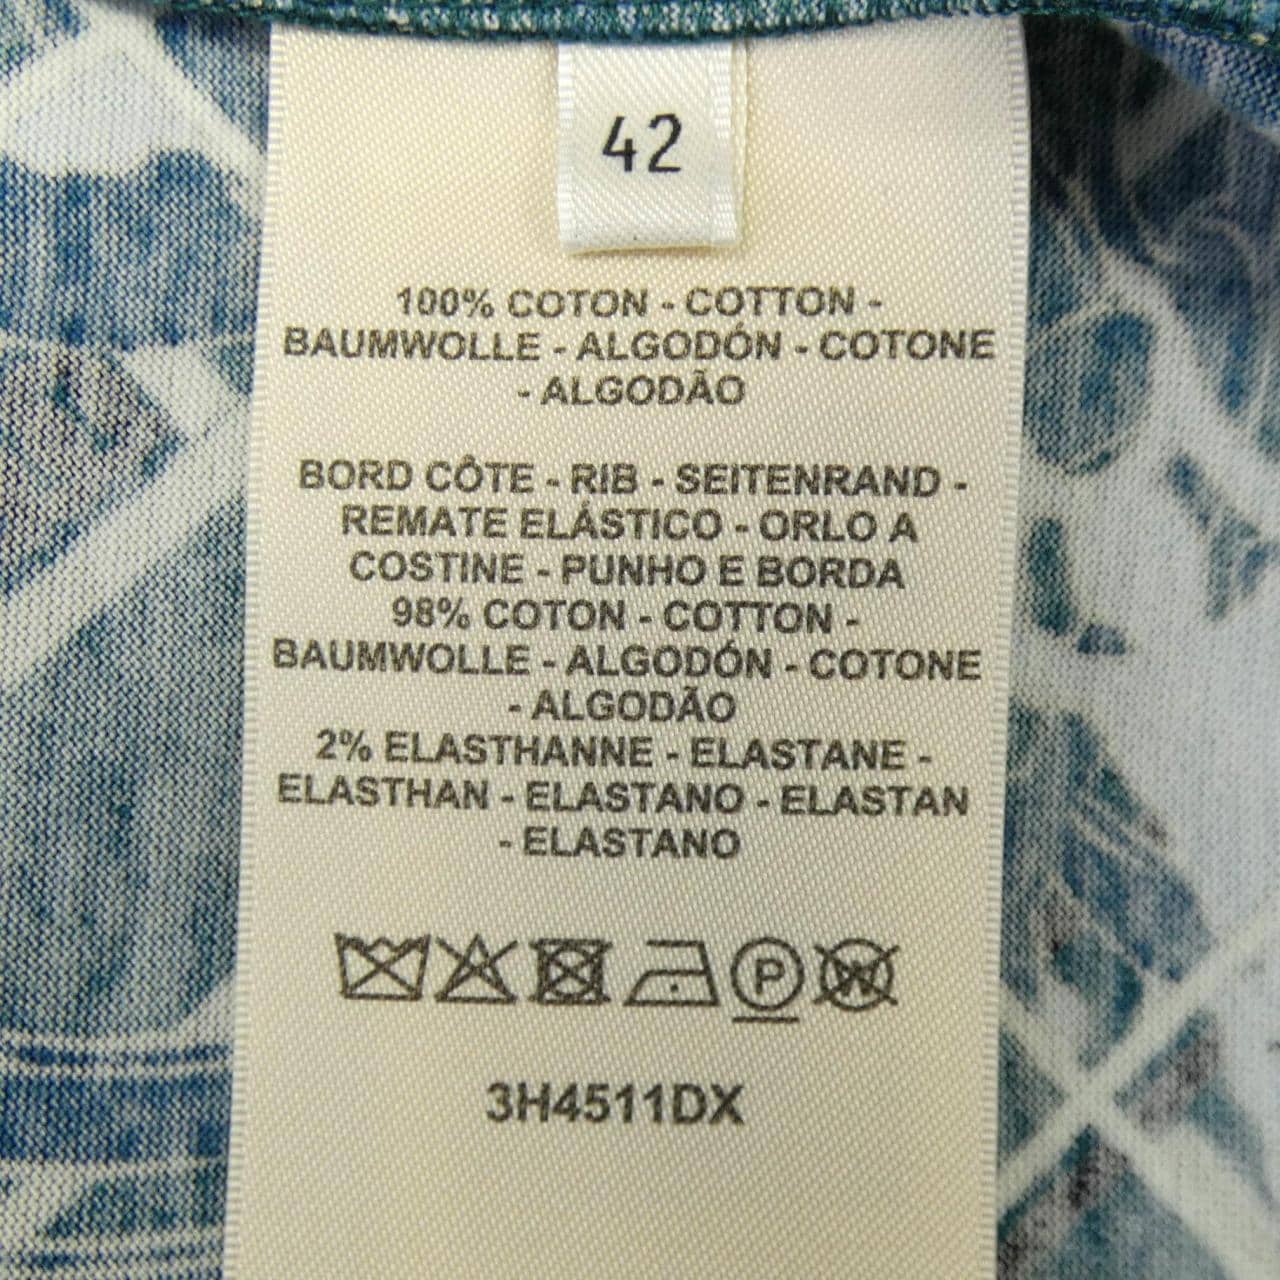 42
100% COTON - COTTON -
BAUMWOLLE - ALGODÓN - COTONE
- ALGODÃO
BORD CÔTE - RIB - SEITENRAND -
REMATE ELÁSTICO - ORLO A
COSTINE - PUNHO E BORDA
98% COTON - COTTON -
BAUMWOLLE - ALGODÓN - COTONE
- ALGODÃO
2% ELASTHANNE - ELASTANE -
ELASTHAN - ELASTANO - ELASTAN
- ELASTANO
P W
3H4511DX